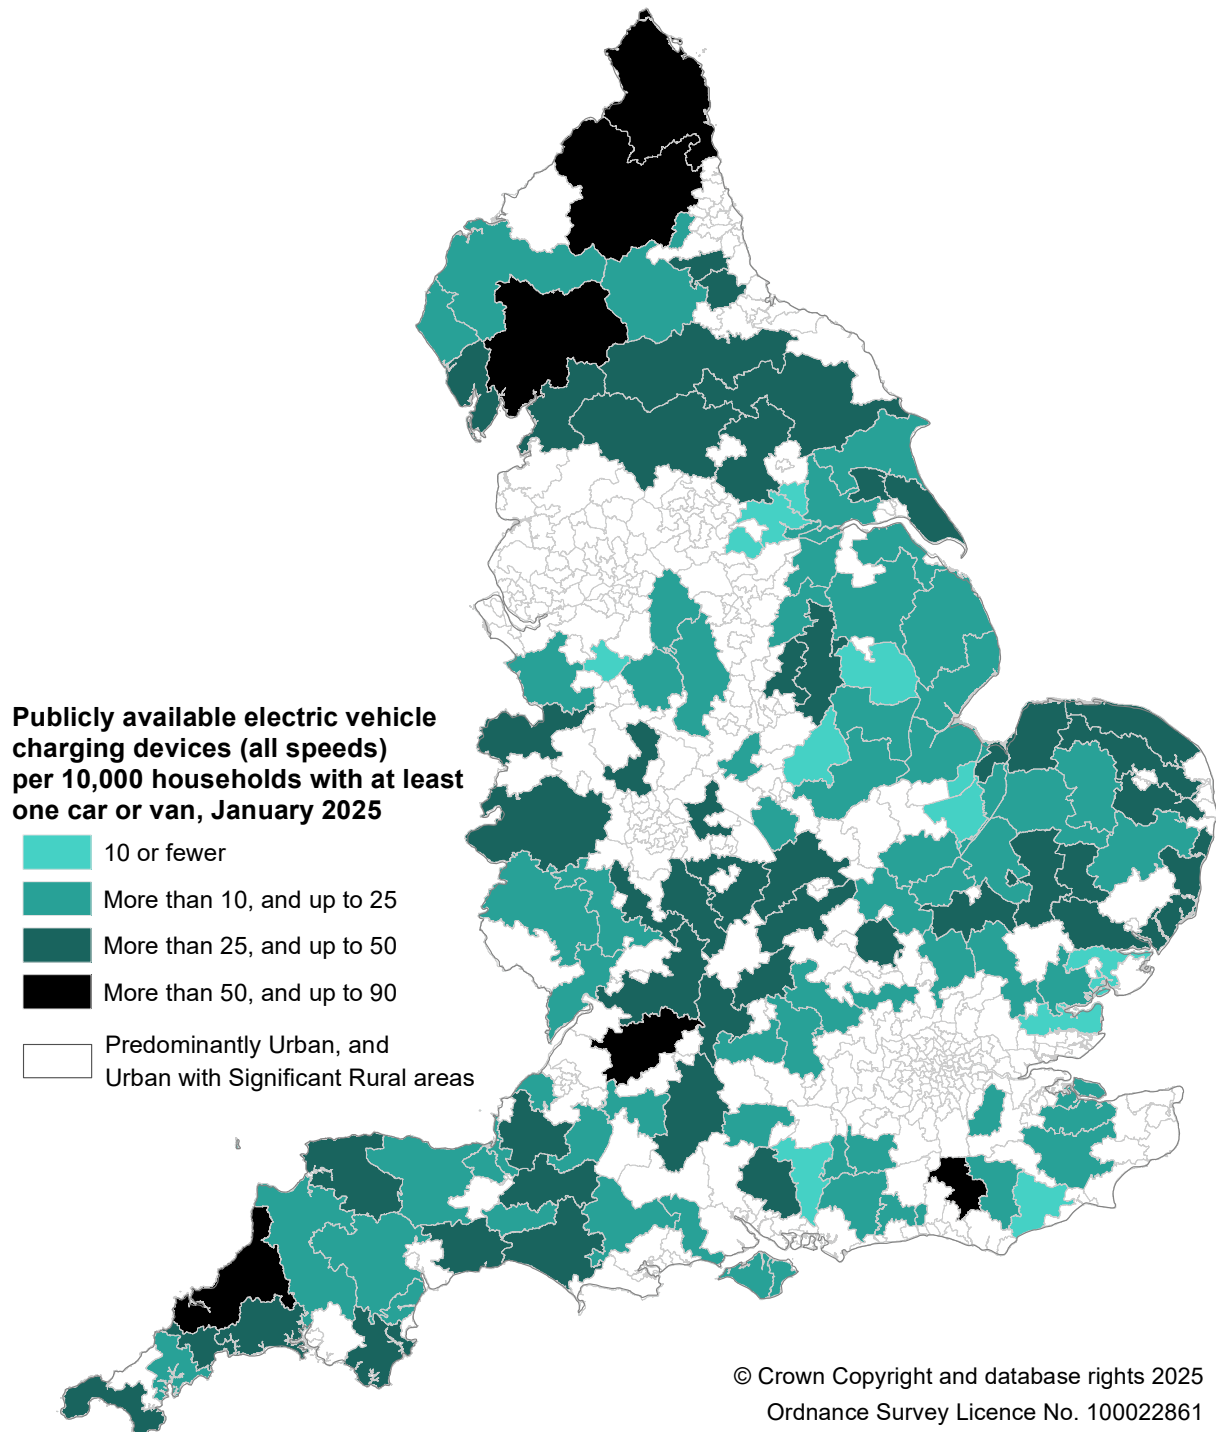 Publicly available electric vehicle
charging devices (all speeds)
per 10,000 households with at least
one car or van, January 2025
10 or fewer
More than 10, and up to 25
More than 25, and up to 50
More than 50, and up to 90
Predominantly Urban, and
Urban with Significant Rural areas
© Crown Copyright and database rights 2025
Ordnance Survey Licence No. 100022861